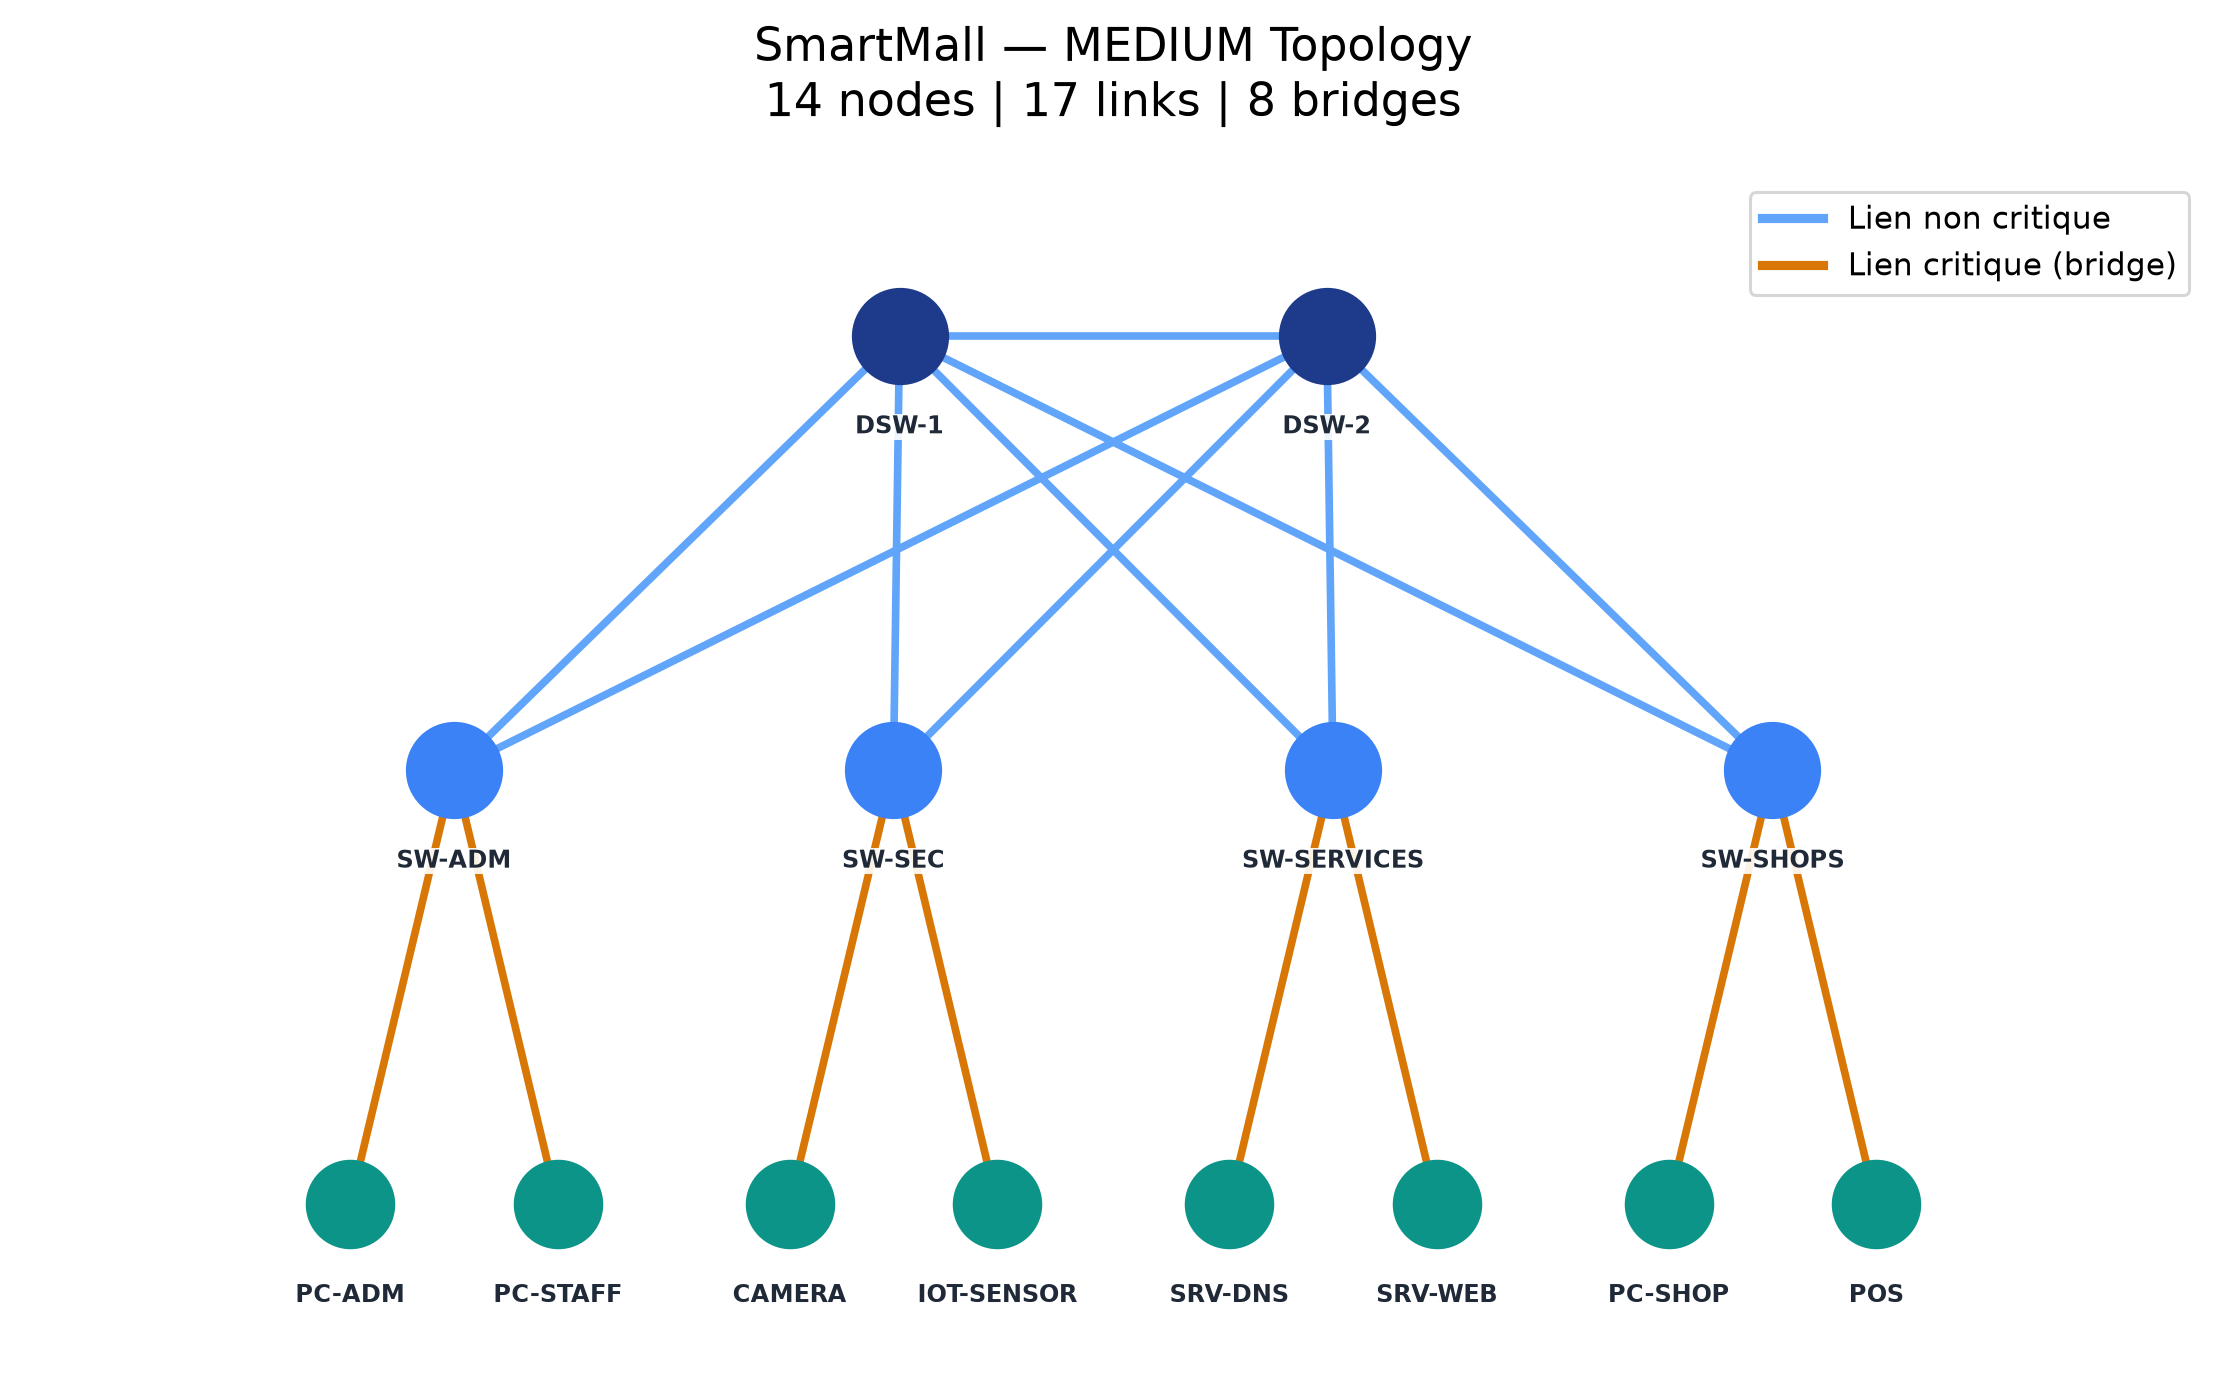 SmartMall — MEDIUM Topology
14 nodes | 17 links | 8 bridges
Lien non critique
Lien critique (bridge)
DSW-1
DSW-2
SW-ADM
SW-SEC
SW-SERVICES
SW-SHOPS
PC-ADM
PC-STAFF
CAMERA
IOT-SENSOR
SRV-DNS
SRV-WEB
PC-SHOP
POS